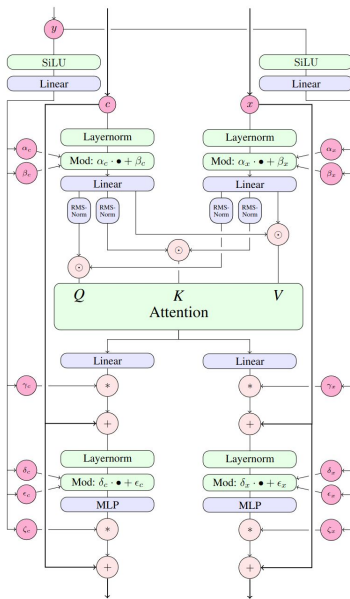 y
SiLU SiLU
Linear Linear
c x
Layernorm Layernorm
α_c α_x
Mod: α_c · • + β_c Mod: α_x · • + β_x
β_c β_x
Linear Linear
RMS- RMS- RMS- RMS-
Norm Norm Norm Norm
⊙
⊙
⊙
Q K V
Attention
Linear Linear
γ_c * * γ_x
+ +
Layernorm Layernorm
δ_c δ_x
Mod: δ_c · • + ϵ_c Mod: δ_x · • + ϵ_x
ϵ_c ϵ_x
MLP MLP
ζ_c * * ζ_x
+ +